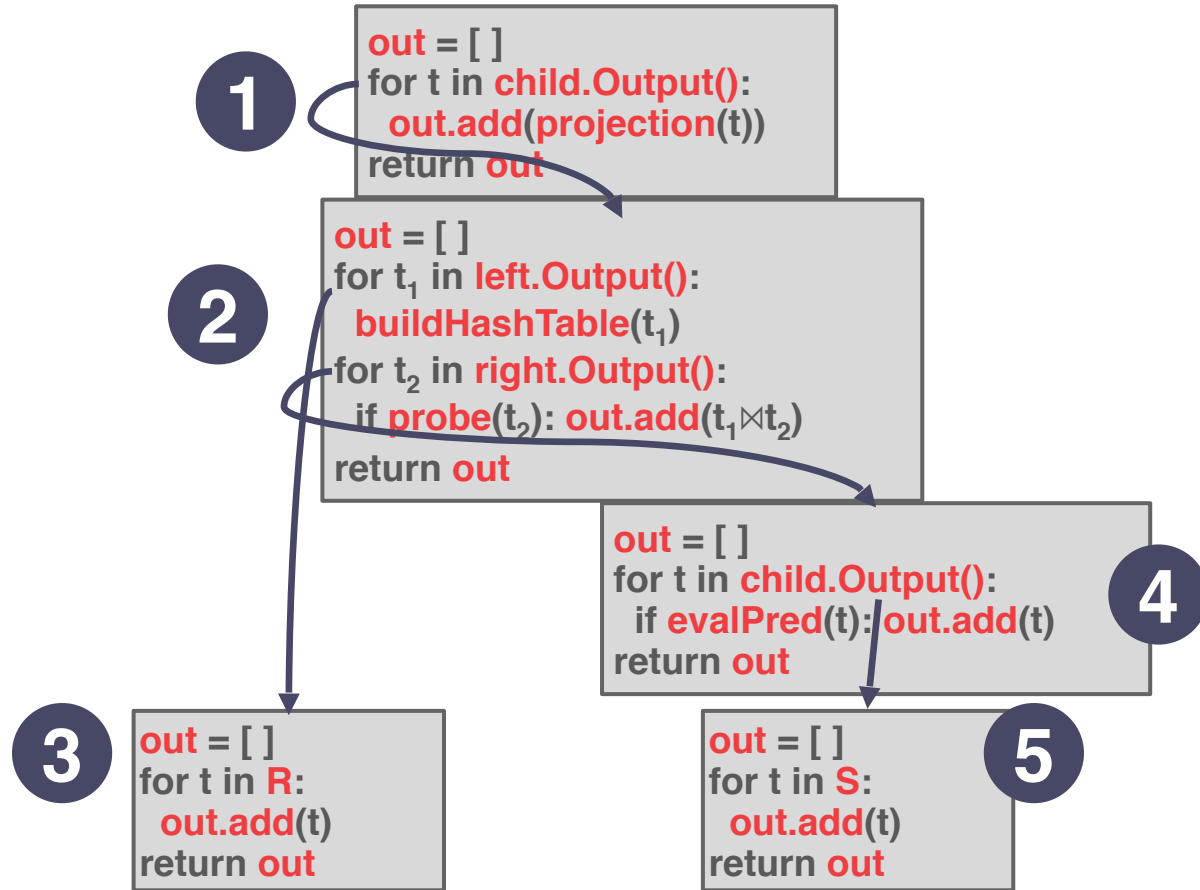 1
out = [ ]
for t in child.Output():
out.add(projection(t))
return out
2
out = [ ]
for t₁ in left.Output():
buildHashTable(t₁)
for t₂ in right.Output():
if probe(t₂): out.add(t₁⋈t₂)
return out
4
out = [ ]
for t in child.Output():
if evalPred(t): out.add(t)
return out
3
out = [ ]
for t in R:
out.add(t)
return out
5
out = [ ]
for t in S:
out.add(t)
return out